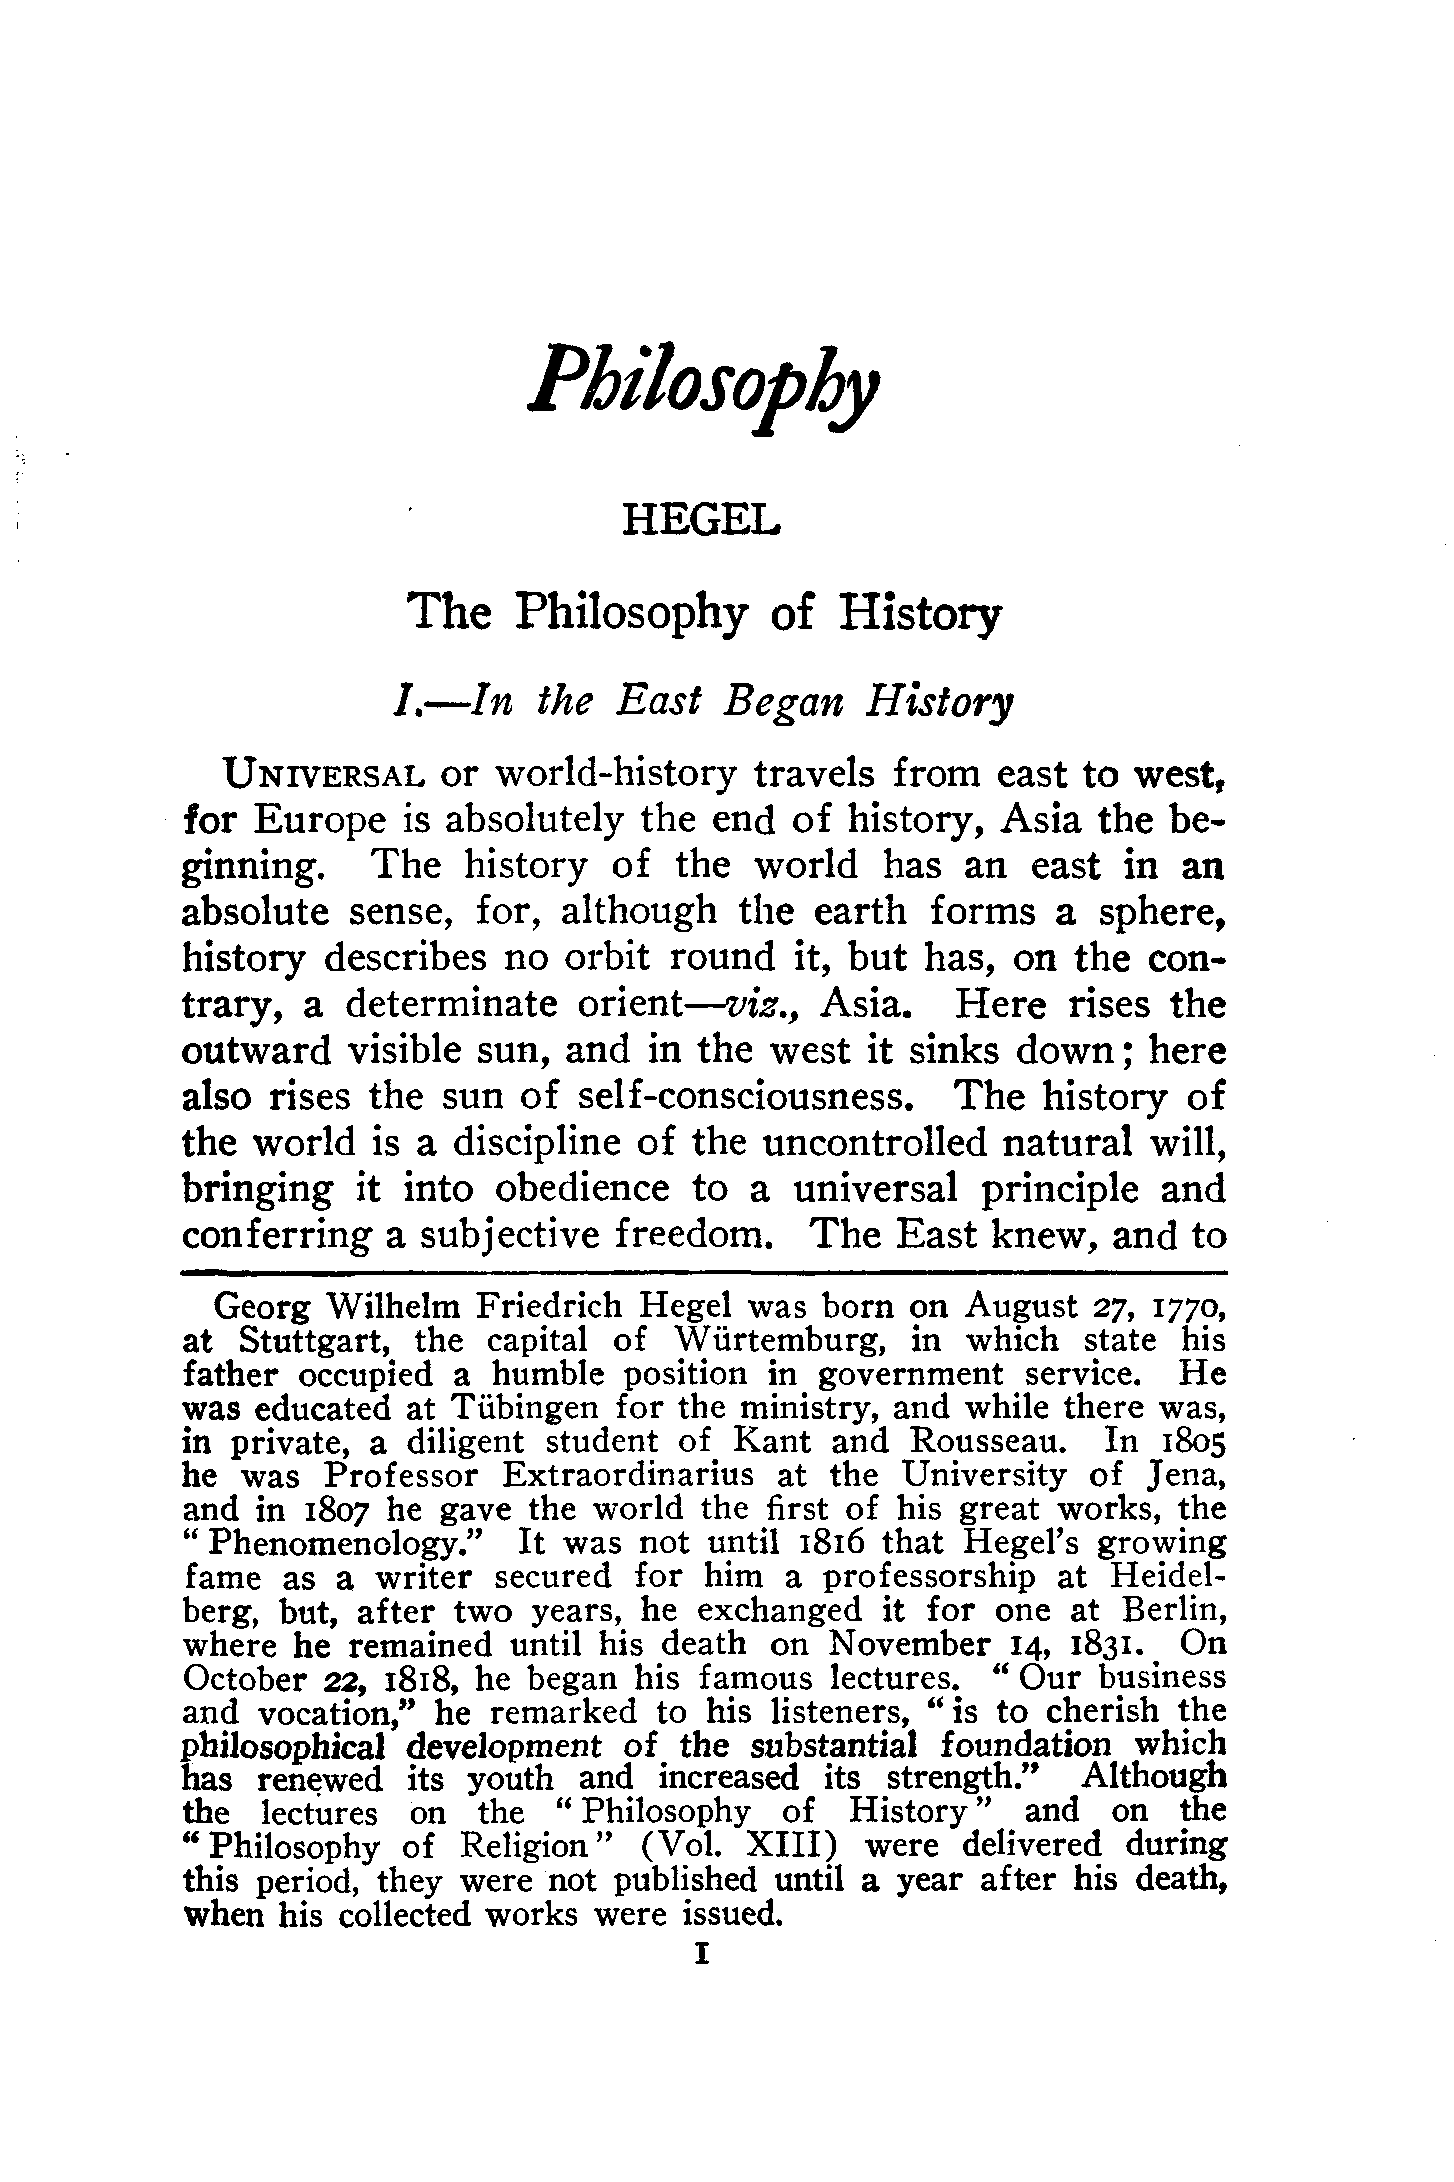 Philosophy
HEGEL
The Philosophy of History
I.—In the East Began History
UNIVERSAL or world-history travels from east to west,
for Europe is absolutely the end of history, Asia the be-
ginning. The history of the world has an east in an
absolute sense, for, although the earth forms a sphere,
history describes no orbit round it, but has, on the con-
trary, a determinate orient—viz., Asia. Here rises the
outward visible sun, and in the west it sinks down; here
also rises the sun of self-consciousness. The history of
the world is a discipline of the uncontrolled natural will,
bringing it into obedience to a universal principle and
conferring a subjective freedom. The East knew, and to
Georg Wilhelm Friedrich Hegel was born on August 27, 1770,
at Stuttgart, the capital of Würtemburg, in which state his
father occupied a humble position in government service. He
was educated at Tübingen for the ministry, and while there was,
in private, a diligent student of Kant and Rousseau. In 1805
he was Professor Extraordinarius at the University of Jena,
and in 1807 he gave the world the first of his great works, the
“Phenomenology.” It was not until 1816 that Hegel's growing
fame as a writer secured for him a professorship at Heidel-
berg, but, after two years, he exchanged it for one at Berlin,
where he remained until his death on November 14, 1831. On
October 22, 1818, he began his famous lectures. “Our business
and vocation,” he remarked to his listeners, “is to cherish the
philosophical development of the substantial foundation which
has renewed its youth and increased its strength.” Although
the lectures on the “Philosophy of History” and on the
“Philosophy of Religion” (Vol. XIII) were delivered during
this period, they were not published until a year after his death,
when his collected works were issued.
I